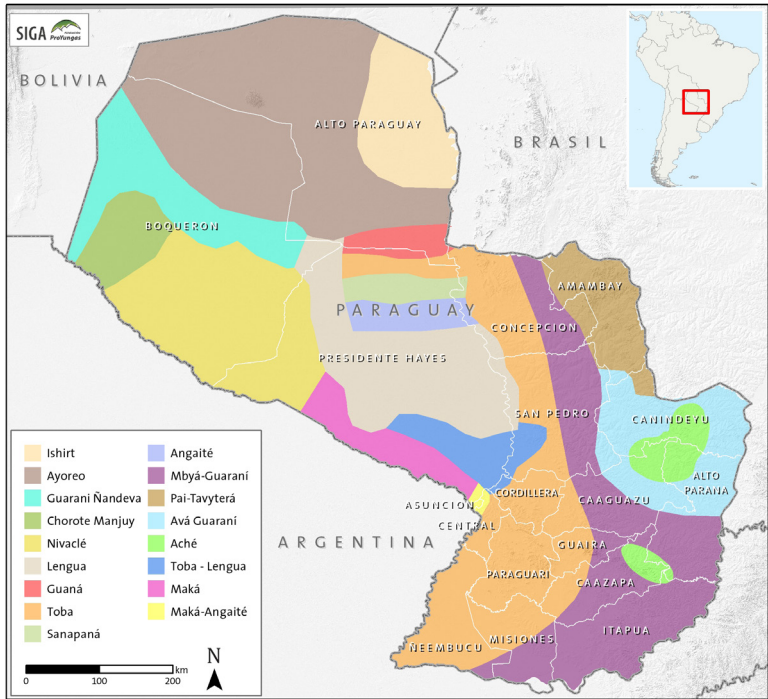 SIGA
ProYungas
BOLIVIA
BRASIL
ALTO PARAGUAY
BOQUERON
AMAMBAY
PARAGUAY
CONCEPCION
PRESIDENTE HAYES
SAN PEDRO
CANINDEYU
ALTO
PARANA
CORDILLERA
CAAGUAZU
ASUNCION
CENTRAL
ARGENTINA
GUAIRA
PARAGUARI
CAAZAPA
ITAPUA
MISIONES
ÑEEMBUCU
Ishirt
Ayoreo
Guarani Ñandeva
Chorote Manjuy
Nivaclé
Lengua
Guaná
Toba
Sanapaná
Angaité
Mbyá-Guaraní
Pai-Tavyterá
Avá Guaraní
Aché
Toba - Lengua
Maká
Maká-Angaité
km
0 100 200
N